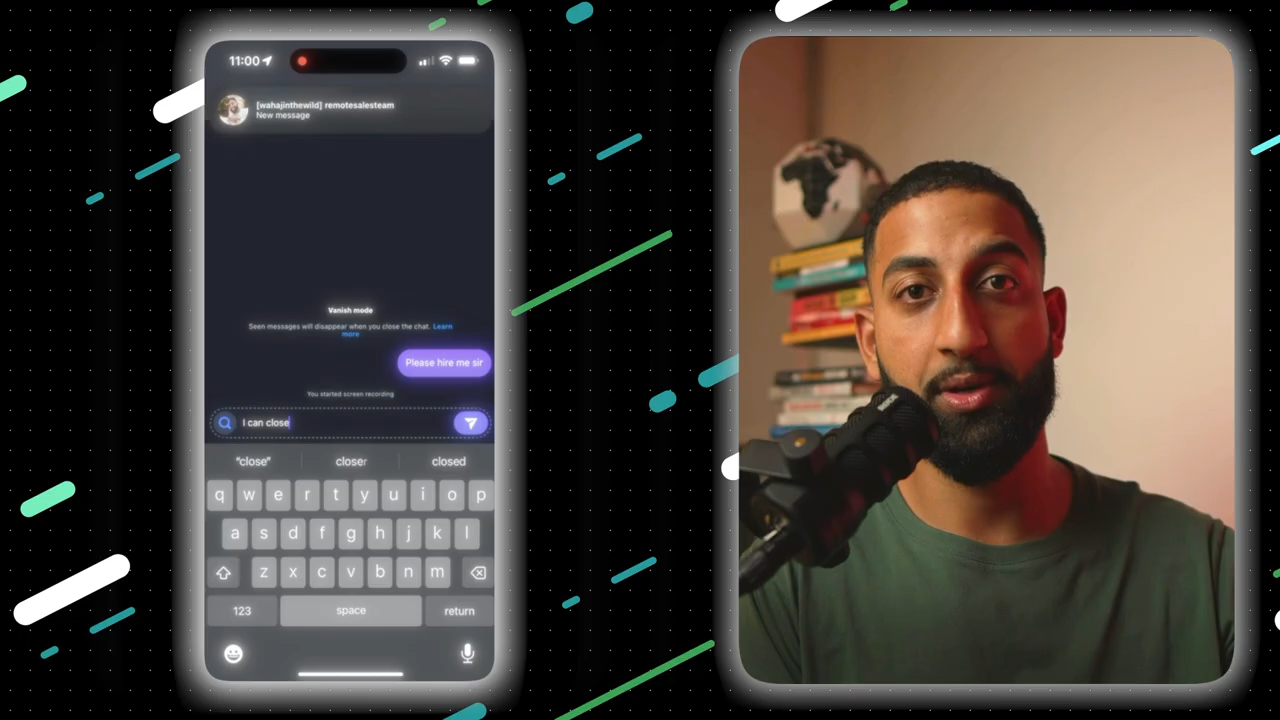 11:00
[wahajinthewild] remotesalesteam
New message
Vanish mode
Seen messages will disappear when you close the chat. Learn
more
Please hire me sir
You started screen recording
I can close
"close" closer closed
q w e r t y u i o p
a s d f g h j k l
z x c v b n m
123 space return
RODE